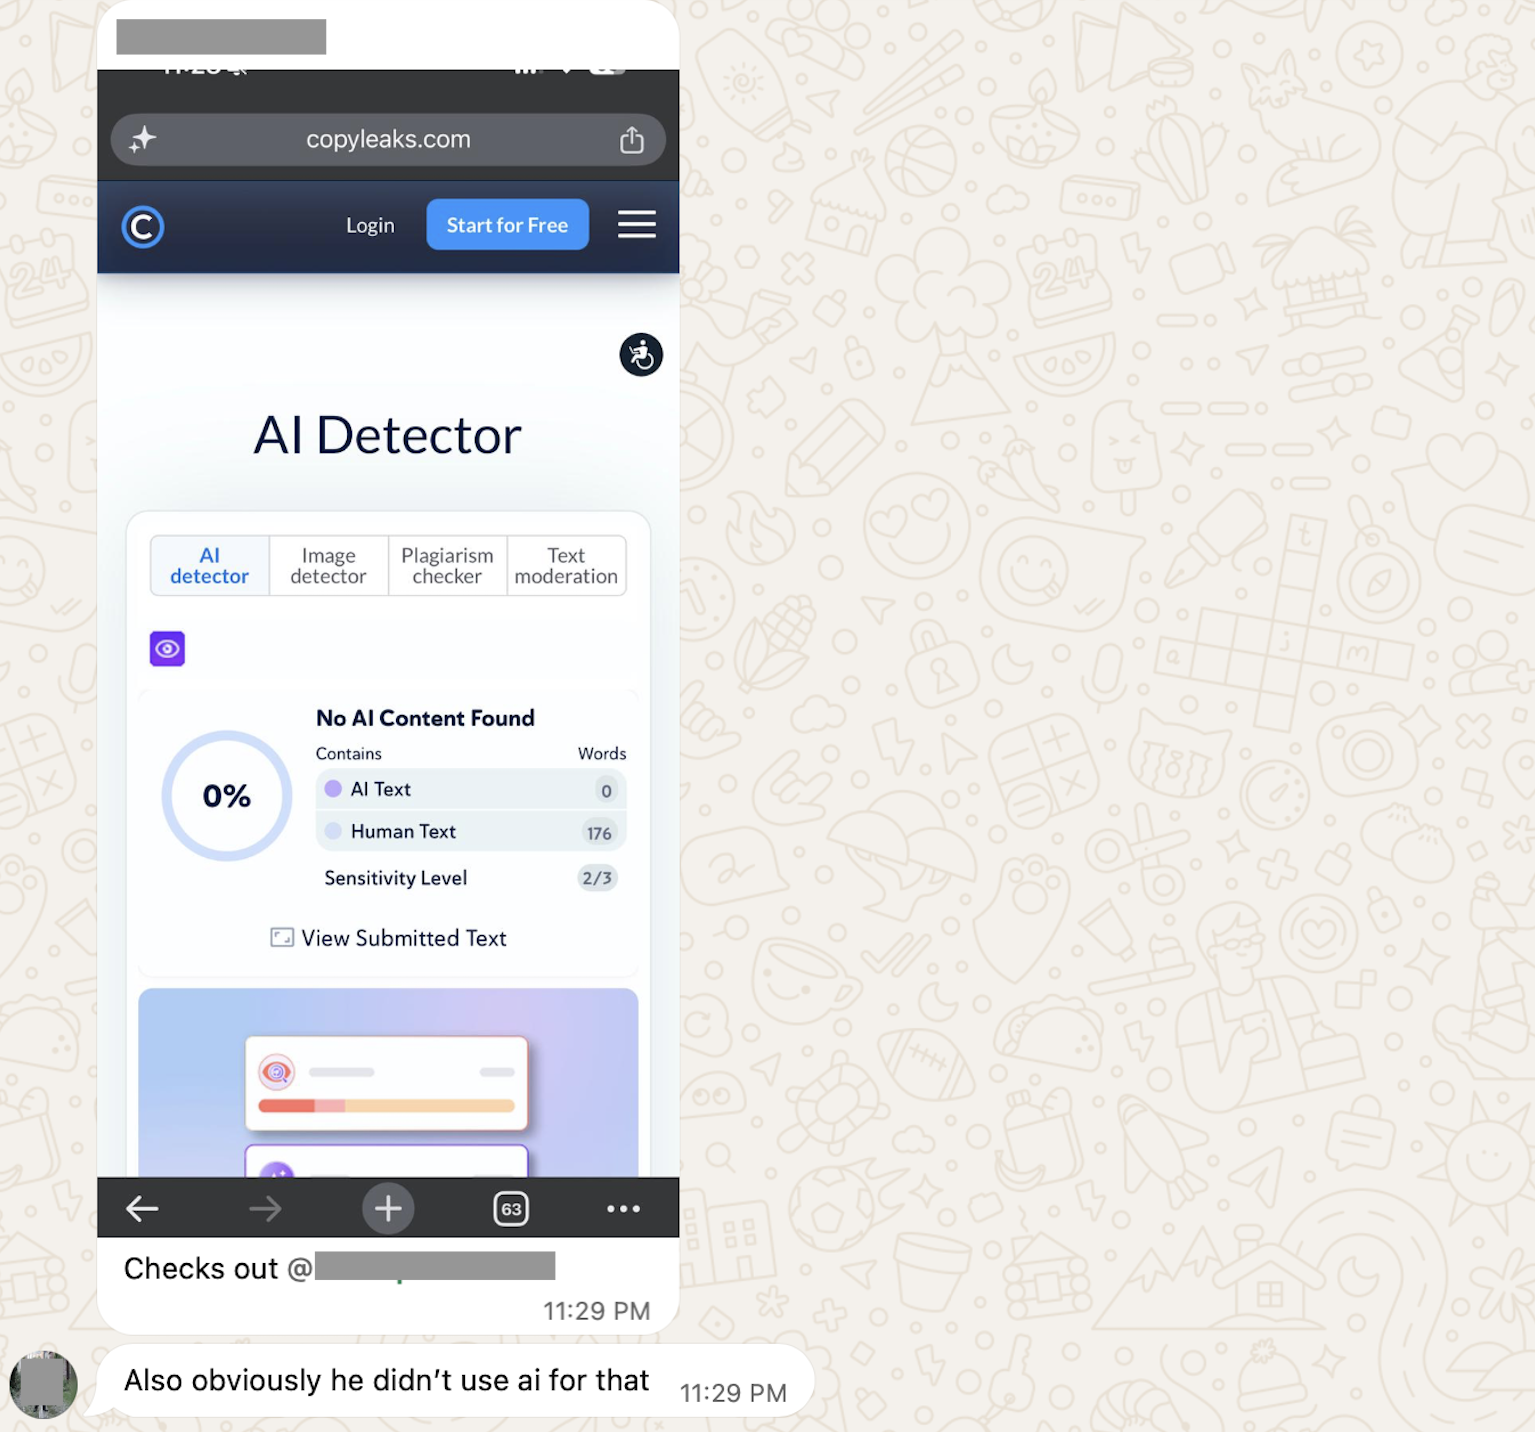 copyleaks.com
C
Login
Start for Free
AI Detector
AI
detector
Image
detector
Plagiarism
checker
Text
moderation
0%
No AI Content Found
Contains
Words
AI Text
0
Human Text
176
Sensitivity Level
2/3
View Submitted Text
63
Checks out @
11:29 PM
Also obviously he didn't use ai for that
11:29 PM
24
24
t
a
j
m